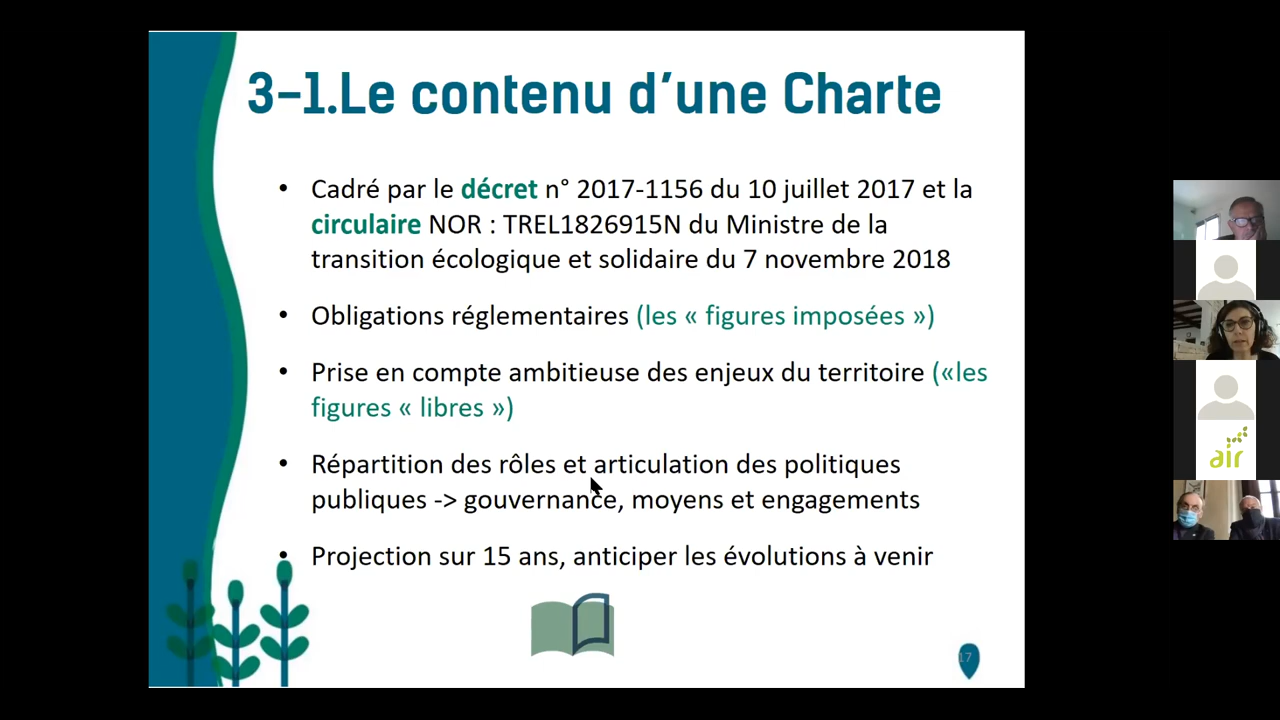 3-1.Le contenu d'une Charte
• Cadré par le décret n° 2017-1156 du 10 juillet 2017 et la
circulaire NOR : TREL1826915N du Ministre de la
transition écologique et solidaire du 7 novembre 2018
• Obligations réglementaires (les « figures imposées »)
• Prise en compte ambitieuse des enjeux du territoire («les
figures « libres »)
• Répartition des rôles et articulation des politiques
publiques -> gouvernance, moyens et engagements
• Projection sur 15 ans, anticiper les évolutions à venir
17
air